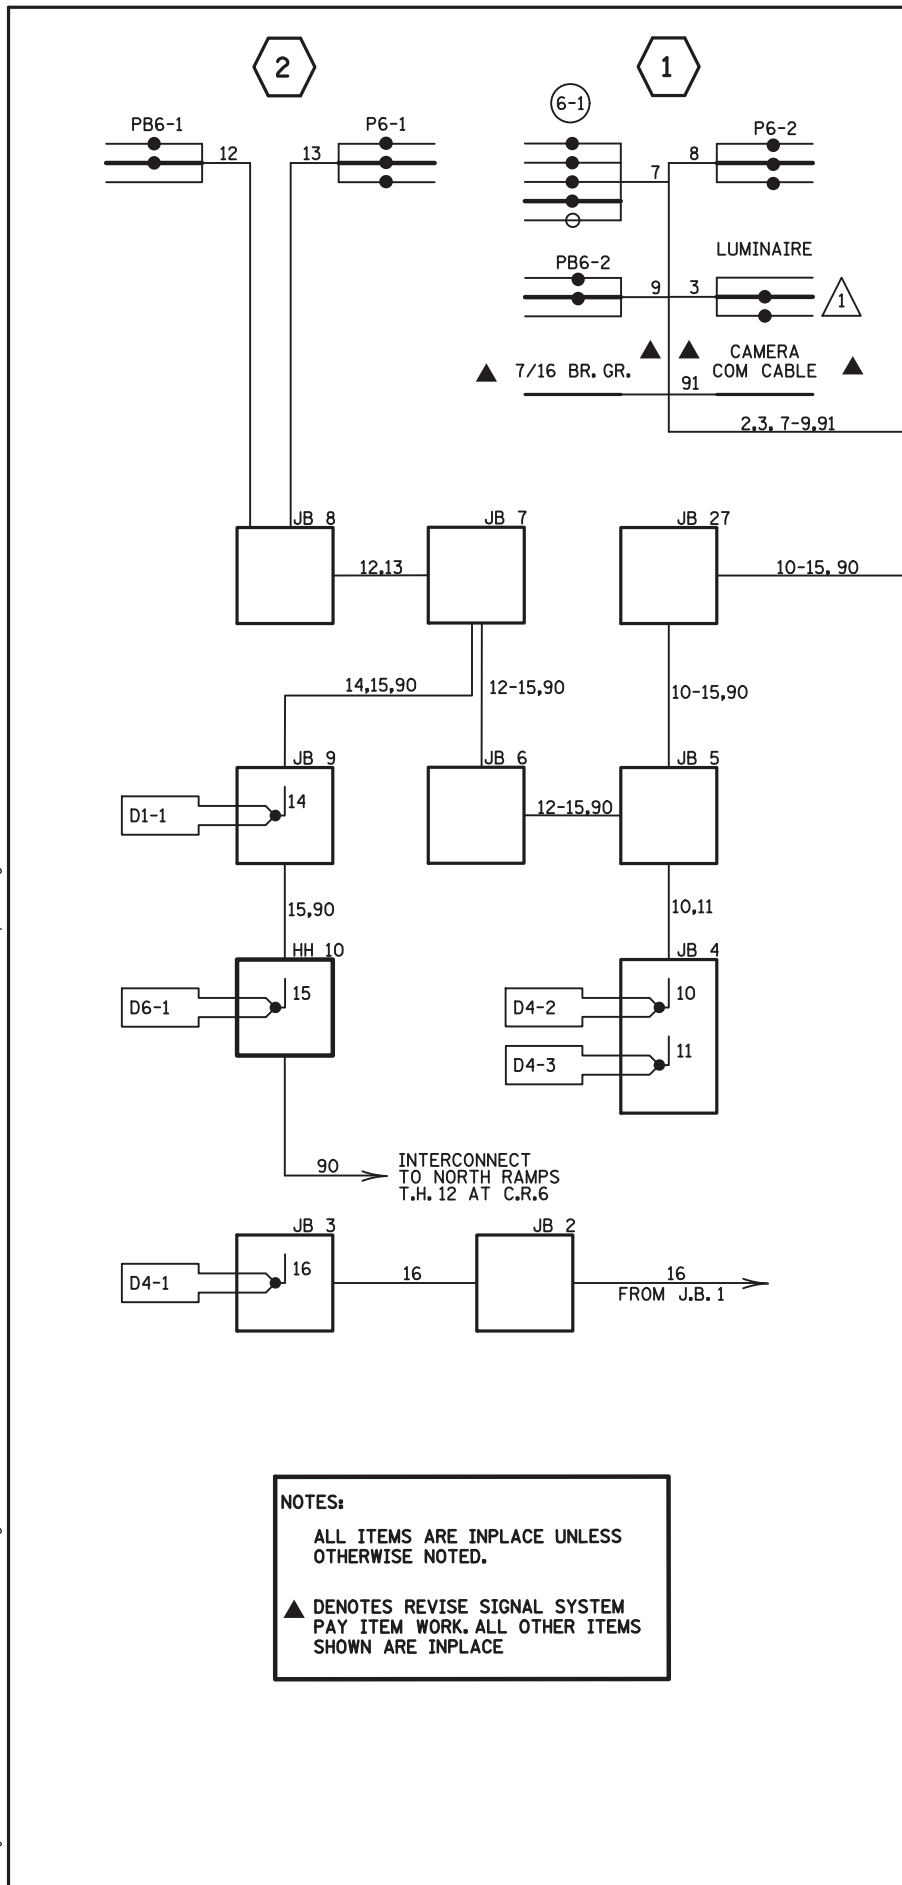 2
1
6-1
PB6-1
P6-1
P6-2
12
13
8
7
LUMINAIRE
PB6-2
9
3
1
▲ 7/16 BR. GR. ▲
▲ CAMERA
COM CABLE ▲
91
2,3, 7-9,91
JB 8
JB 7
JB 27
12,13
10-15, 90
14,15,90
12-15,90
10-15,90
JB 9
JB 6
JB 5
D1-1
14
12-15,90
15,90
10,11
HH 10
JB 4
D6-1
15
D4-2
10
D4-3
11
90
INTERCONNECT
TO NORTH RAMPS
T.H. 12 AT C.R.6
JB 3
JB 2
D4-1
16
16
16
FROM J.B. 1
NOTES:
ALL ITEMS ARE INPLACE UNLESS
OTHERWISE NOTED.
▲ DENOTES REVISE SIGNAL SYSTEM
PAY ITEM WORK. ALL OTHER ITEMS
SHOWN ARE INPLACE